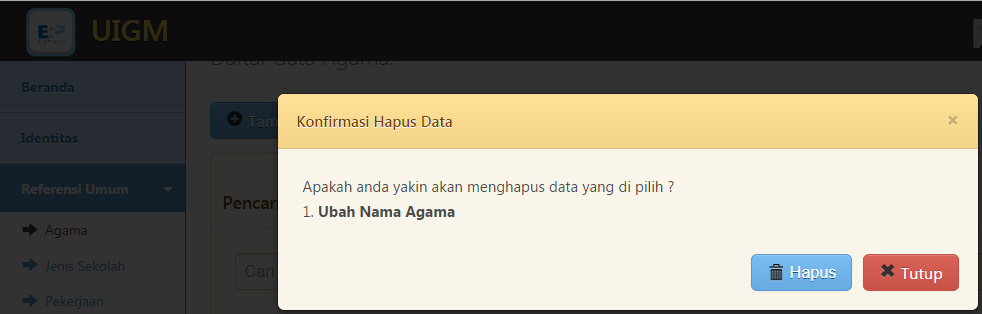 ERP UIGM
Daftar data Agama.
Beranda
Identitas
Referensi Umum
Agama
Jenis Sekolah
Pekerjaan
Tam
Pencar
Cari
Konfirmasi Hapus Data ×
Apakah anda yakin akan menghapus data yang di pilih ?
1. Ubah Nama Agama
Hapus Tutup